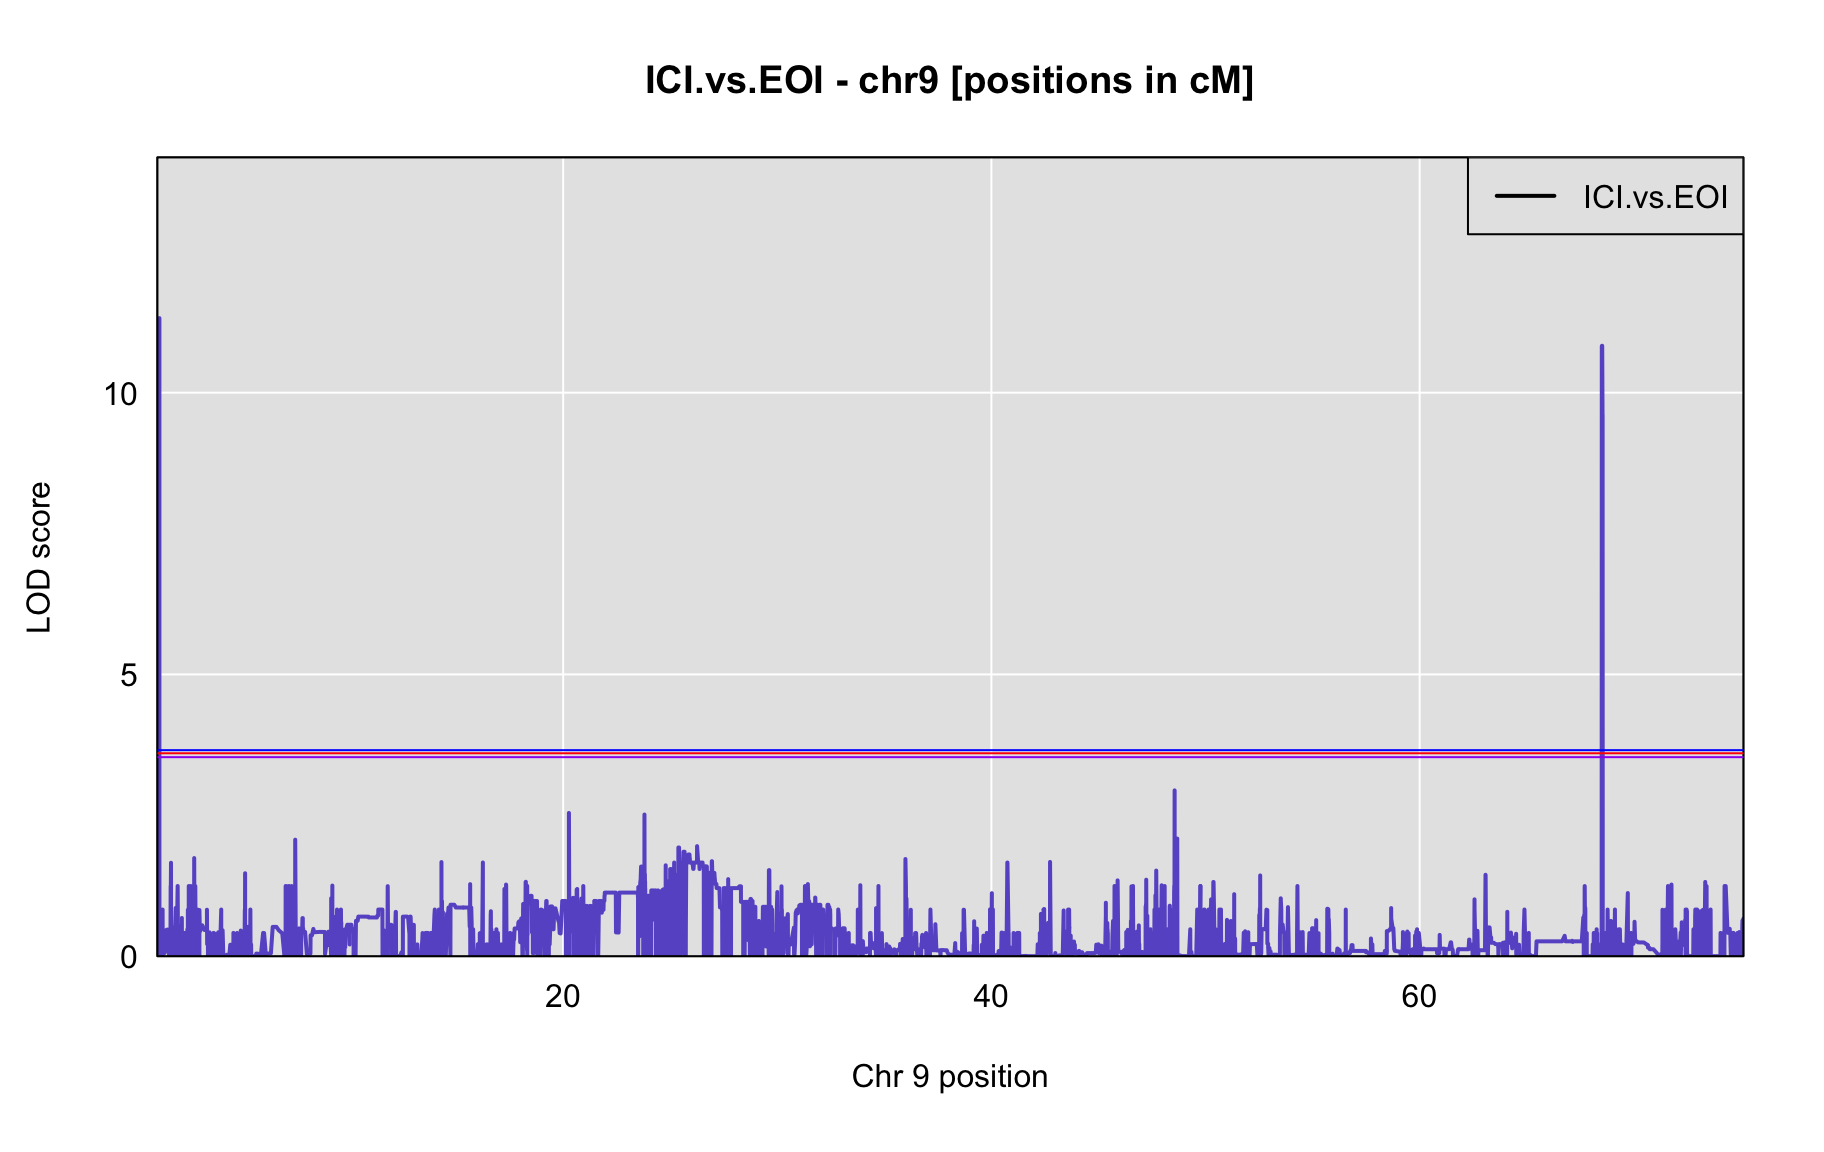 ICI.vs.EOI - chr9 [positions in cM]
ICI.vs.EOI
10
5
0
LOD score
20 40 60
Chr 9 position